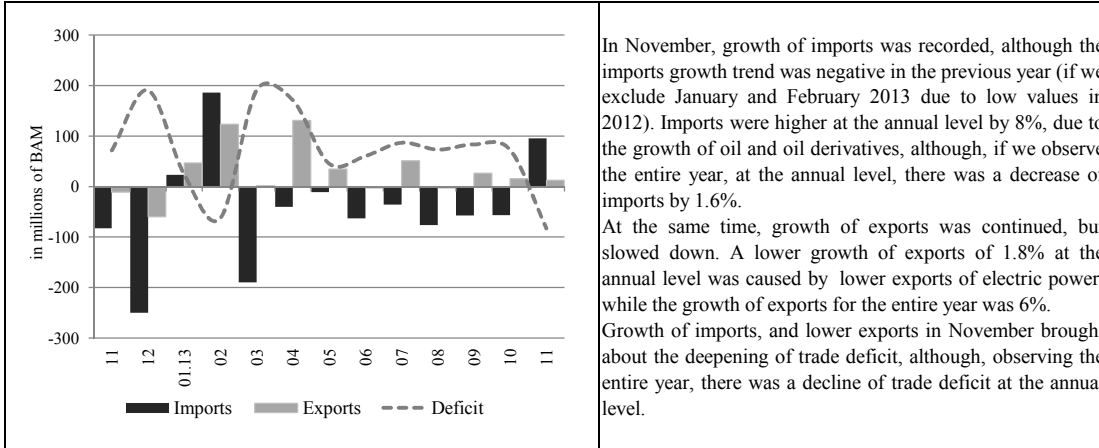 300
200
100
0
-100
-200
-300
in millions of BAM
11
12
01.13
02
03
04
05
06
07
08
09
10
11
Imports
Exports
Deficit
In November, growth of imports was recorded, although the
imports growth trend was negative in the previous year (if we
exclude January and February 2013 due to low values in
2012). Imports were higher at the annual level by 8%, due to
the growth of oil and oil derivatives, although, if we observe
the entire year, at the annual level, there was a decrease of
imports by 1.6%.
At the same time, growth of exports was continued, bu
slowed down. A lower growth of exports of 1.8% at the
annual level was caused by lower exports of electric power
while the growth of exports for the entire year was 6%.
Growth of imports, and lower exports in November brough
about the deepening of trade deficit, although, observing the
entire year, there was a decline of trade deficit at the annua
level.